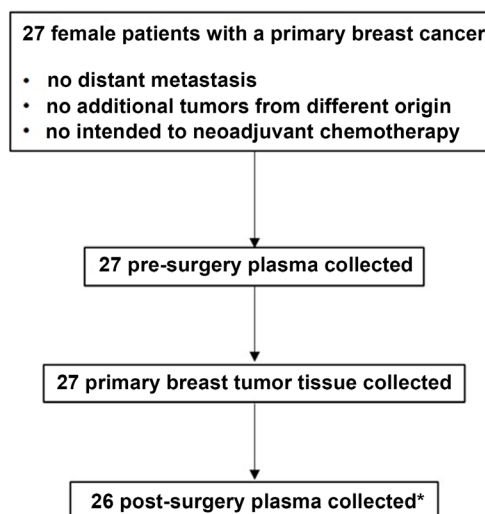 27 female patients with a primary breast cancer
• no distant metastasis
• no additional tumors from different origin
• no intended to neoadjuvant chemotherapy
27 pre-surgery plasma collected
27 primary breast tumor tissue collected
26 post-surgery plasma collected*